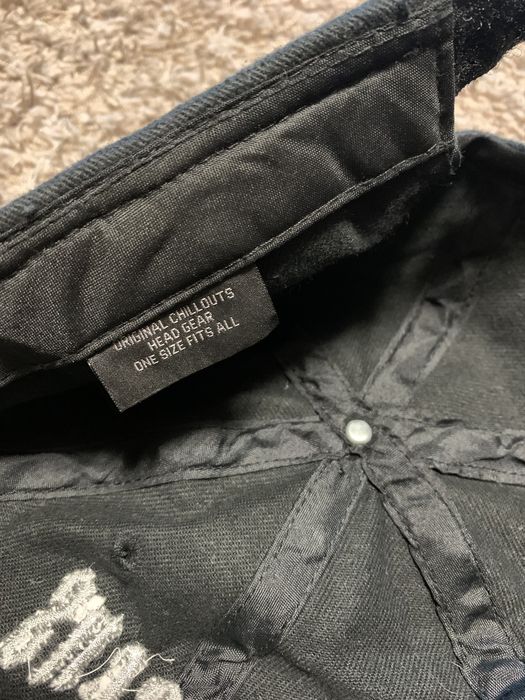 ORIGINAL CHILLOUTS
HEAD GEAR
ONE SIZE FITS ALL